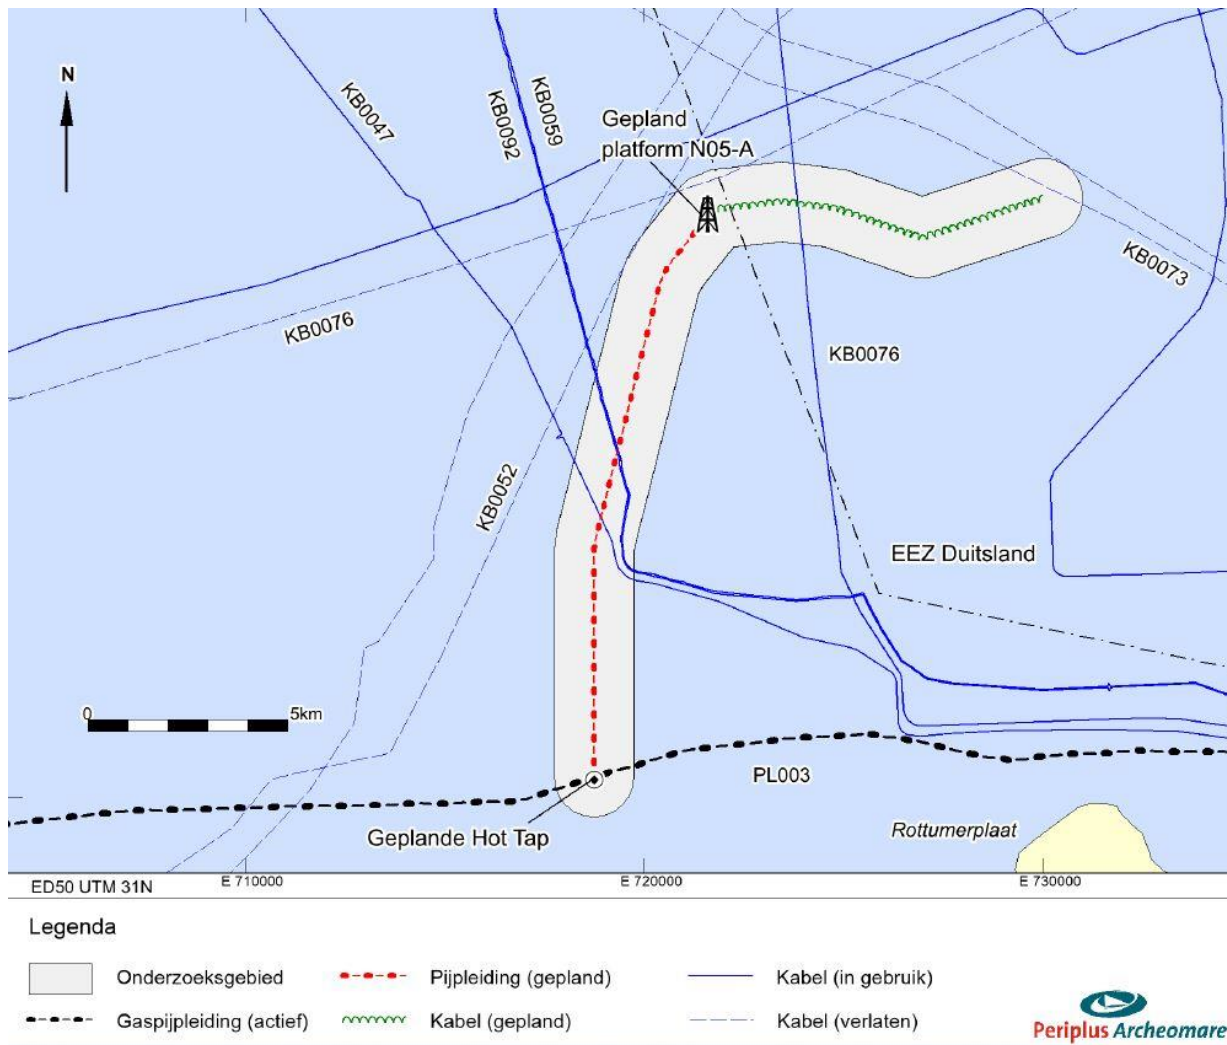 N
KB0047
KB0092
KB0059
Gepland
platform N05-A
KB0073
KB0076
KB0076
KB0052
EEZ Duitsland
0
5km
PL003
Geplande Hot Tap
Rottumerplaat
ED50 UTM 31N
E 710000
E 720000
E 730000
Legenda
Onderzoeksgebied
Pijpleiding (gepland)
Kabel (in gebruik)
Gaspijpleiding (actief)
Kabel (gepland)
Kabel (verlaten)
Periplus Archeomare